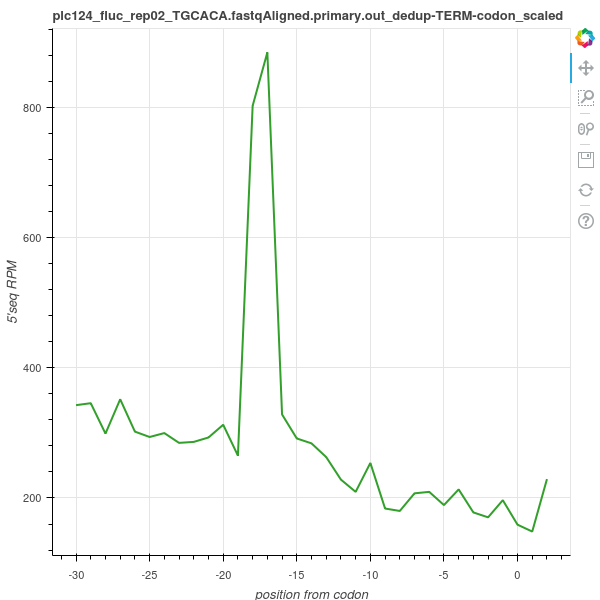 plc124_fluc_rep02_TGCACA.fastqAligned.primary.out_dedup-TERM-codon_scaled
800
600
400
200
5'seq RPM
-30 -25 -20 -15 -10 -5 0
position from codon